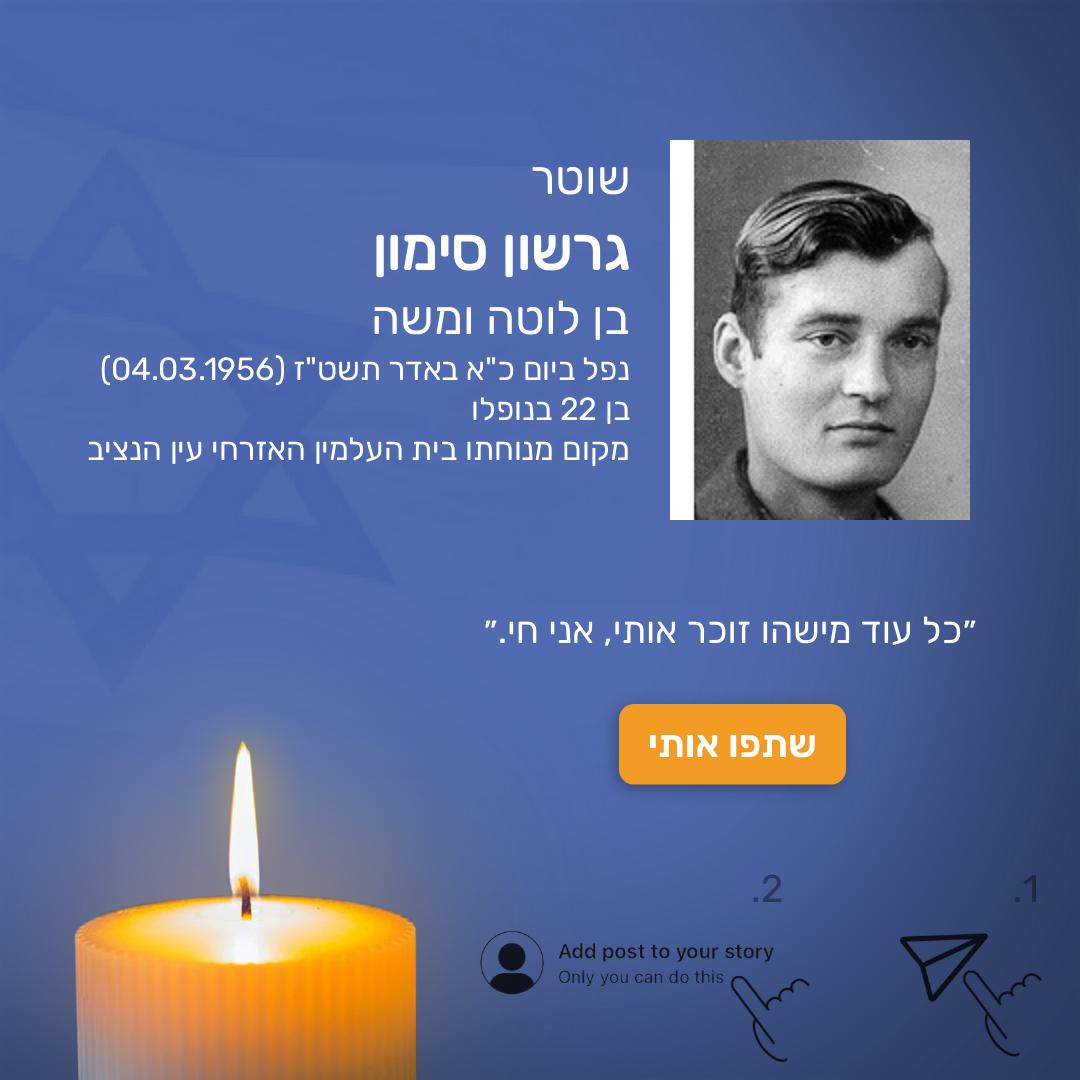 שוטר
גרשון סימון
בן לוטה ומשה
נפל ביום כ"א באדר תשט"ז (04.03.1956)
בן 22 בנופלו
מקום מנוחתו בית העלמין האזרחי עין הנציב
״כל עוד מישהו זוכר אותי, אני חי.״
שתפו אותי
.1
.2
Add post to your story
Only you can do this